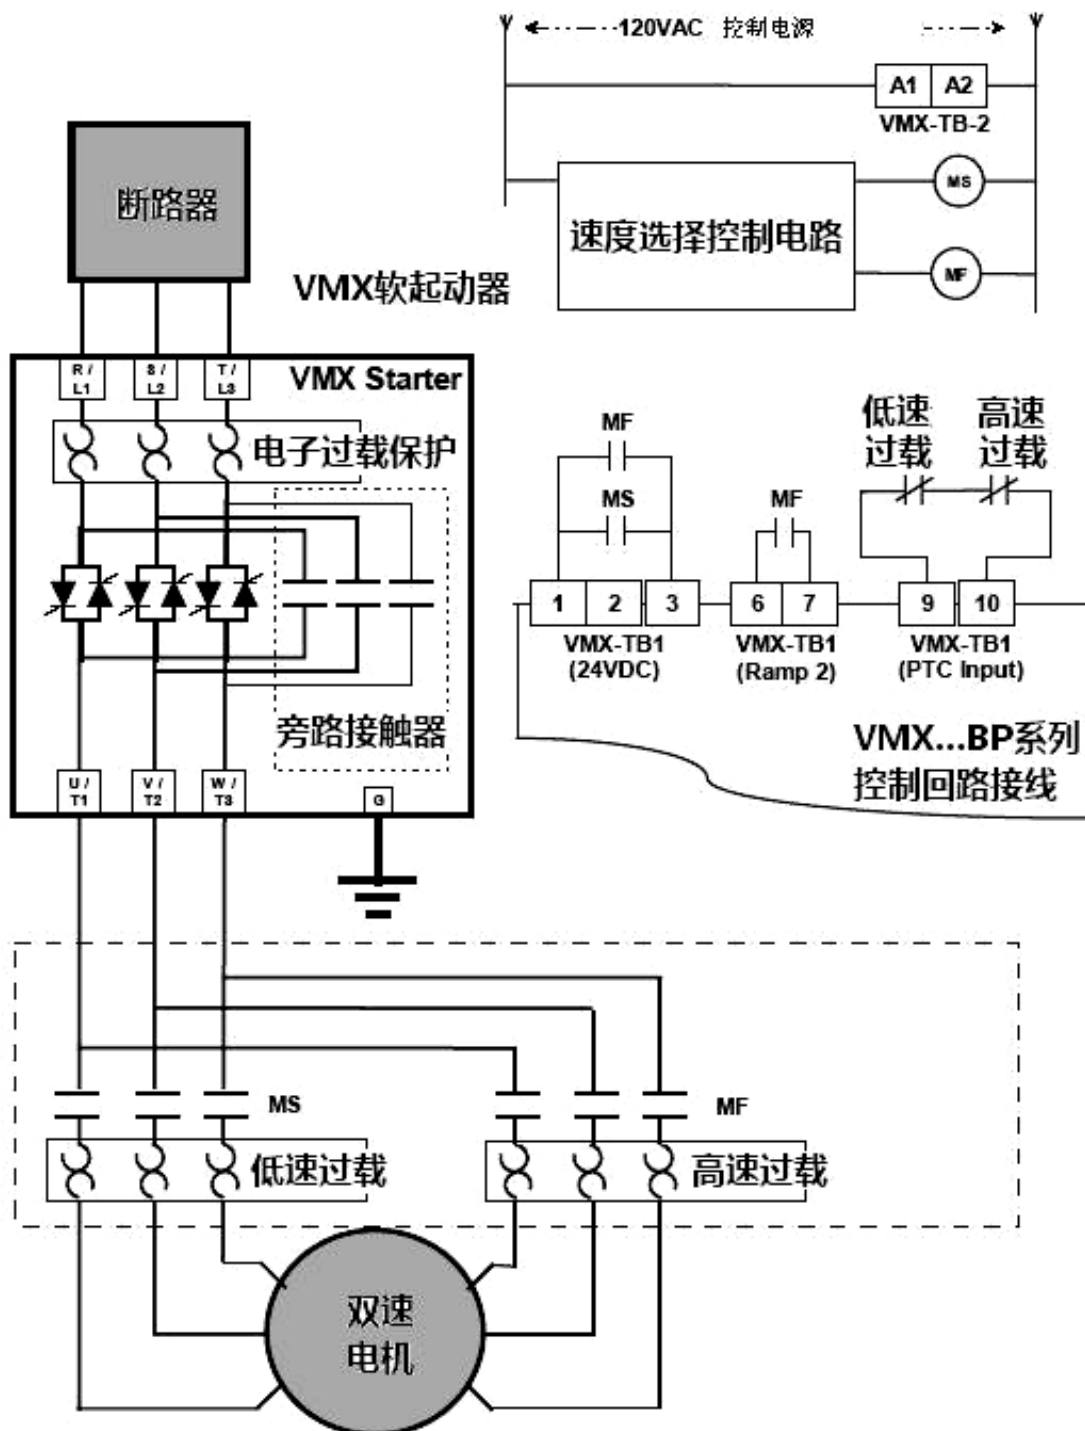 120VAC 控制电源
A1 A2
VMX-TB-2
断路器
MS
速度选择控制电路
MF
VMX软起动器
R / L1
S / L2
T / L3
VMX Starter
电子过载保护
旁路接触器
U / T1
V / T2
W / T3
G
MF
MS
MF
低速
过载
高速
过载
1 2 3
6 7
9 10
VMX-TB1
(24VDC)
VMX-TB1
(Ramp 2)
VMX-TB1
(PTC Input)
VMX...BP系列
控制回路接线
MS
MF
低速过载
高速过载
双速
电机